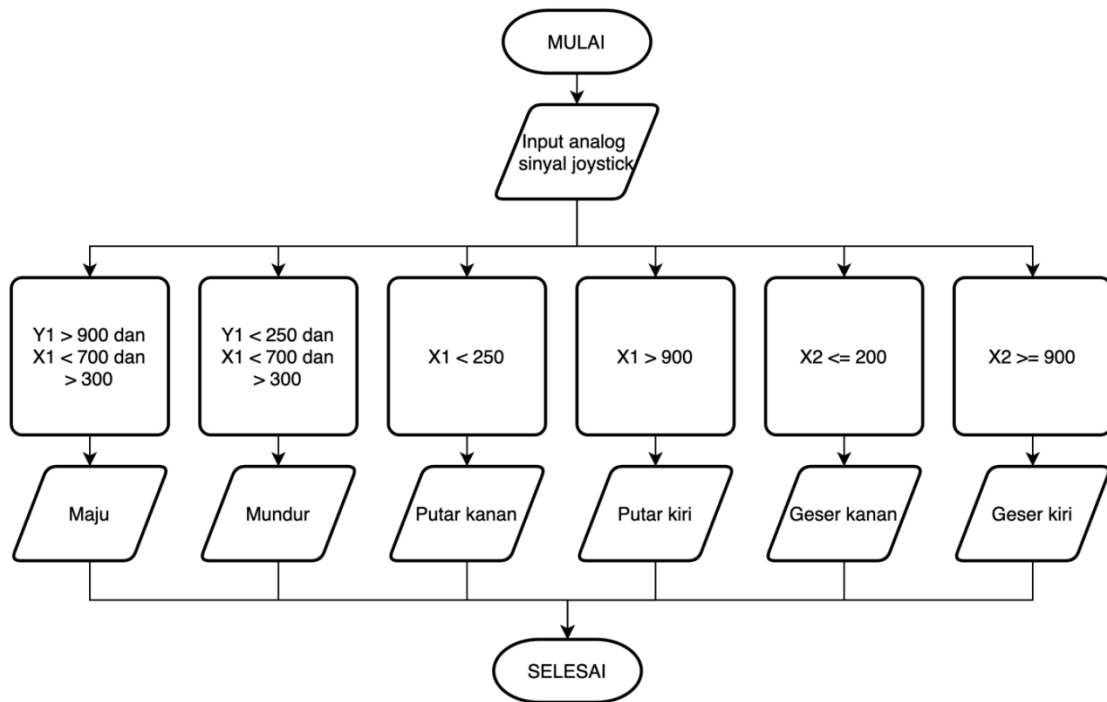 MULAI
Input analog
sinyal joystick
Y1 > 900 dan
X1 < 700 dan
> 300
Y1 < 250 dan
X1 < 700 dan
> 300
X1 < 250
X1 > 900
X2 <= 200
X2 >= 900
Maju
Mundur
Putar kanan
Putar kiri
Geser kanan
Geser kiri
SELESAI